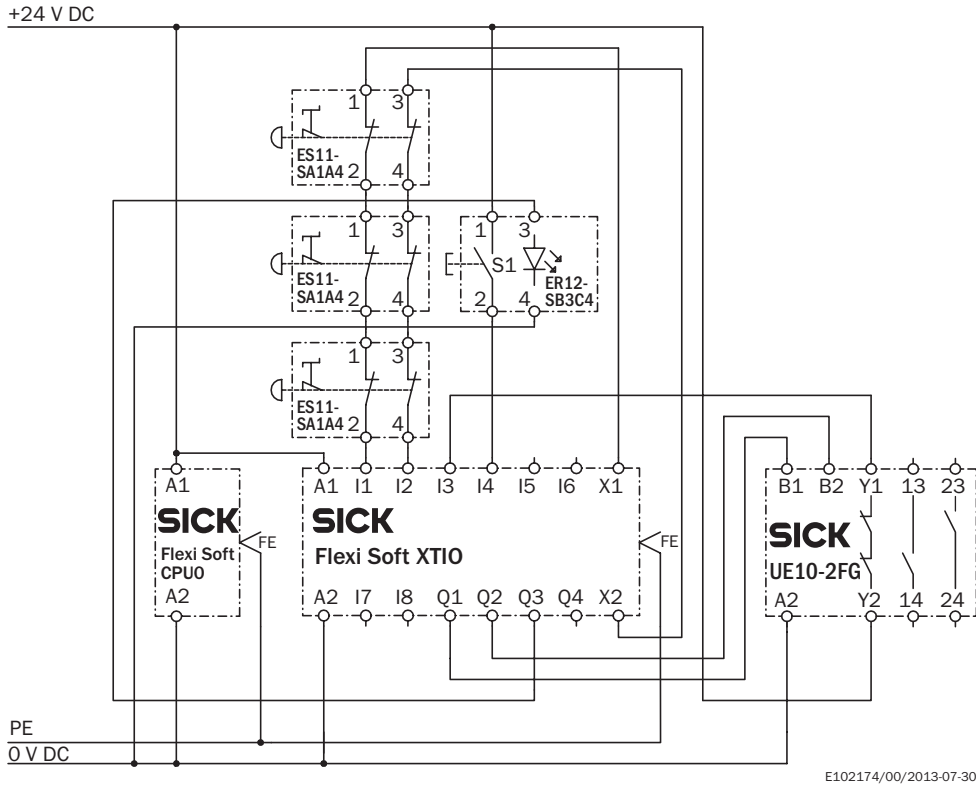 +24 V DC
1 3
ES11-
SA1A4 2 4
1 3
ES11-
SA1A4 2 4
1 3
S1
2 4
ER12-
SB3C4
1 3
ES11-
SA1A4 2 4
A1
SICK
Flexi Soft
CPU0
A2
FE
A1 I1 I2 I3 I4 I5 I6 X1
SICK
Flexi Soft XTIO
A2 I7 I8 Q1 Q2 Q3 Q4 X2
FE
B1 B2 Y1 13 23
SICK
UE10-2FG
A2 Y2 14 24
PE
0 V DC
E102174/00/2013-07-30